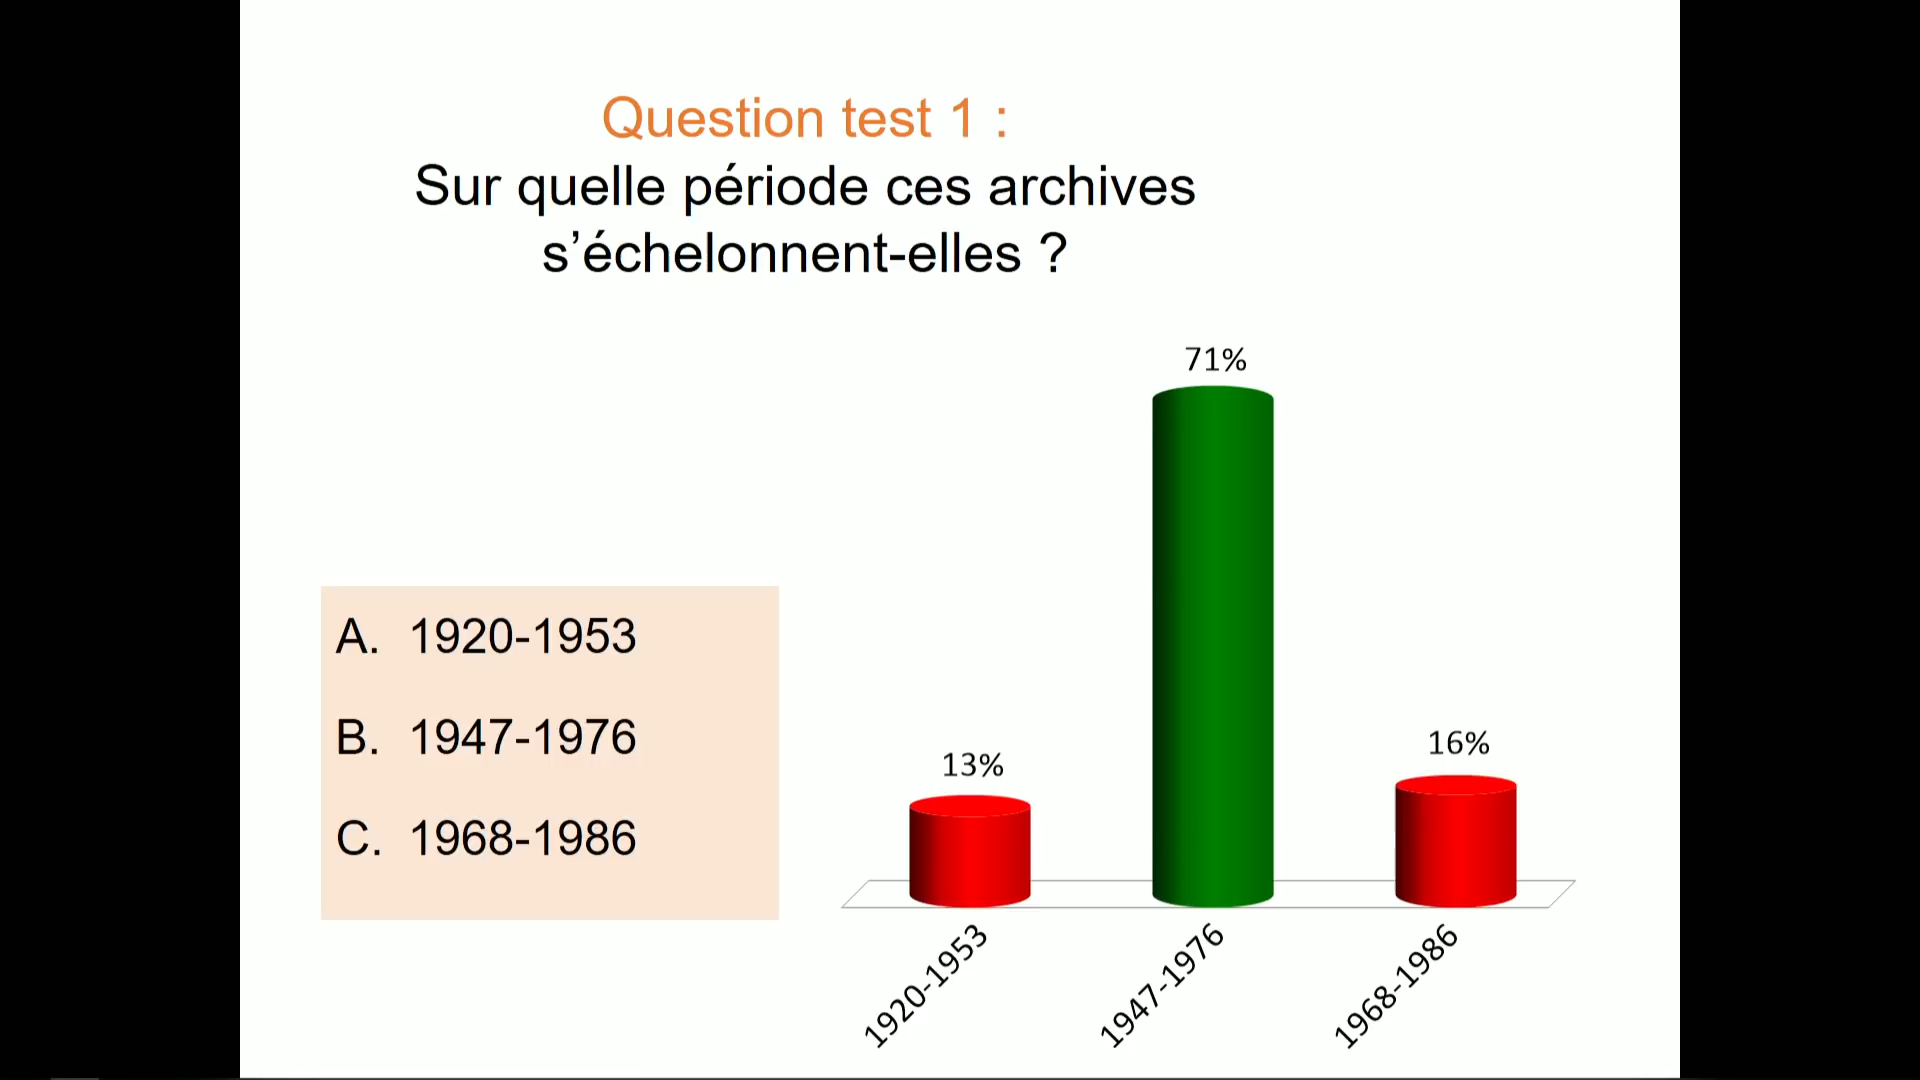 Question test 1 :
Sur quelle période ces archives
s’échelonnent-elles ?
A. 1920-1953
B. 1947-1976
C. 1968-1986
13%
71%
16%
1920-1953
1947-1976
1968-1986